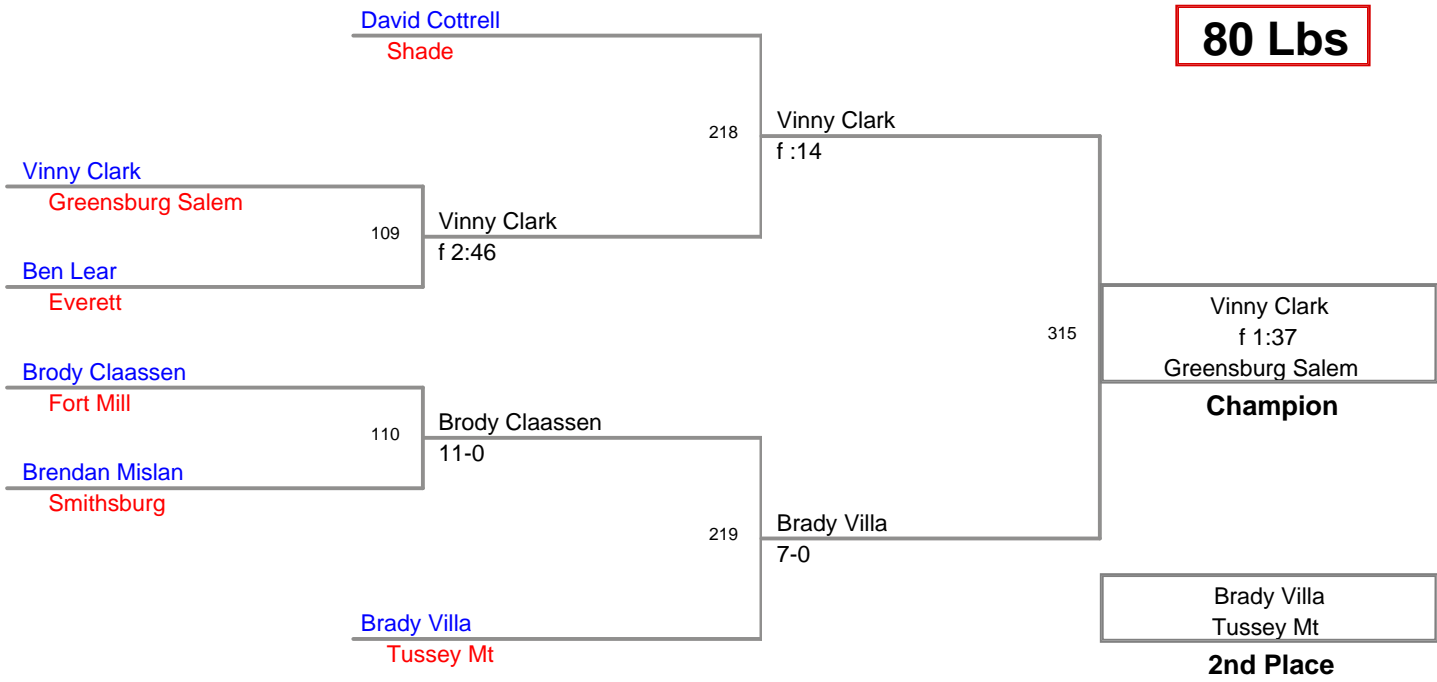 David Cottrell
Shade
80 Lbs
218
Vinny Clark
f :14
Vinny Clark
Greensburg Salem
109
Vinny Clark
f 2:46
Ben Lear
Everett
315
Vinny Clark
f 1:37
Greensburg Salem
Champion
Brody Claassen
Fort Mill
110
Brody Claassen
11-0
Brendan Mislan
Smithsburg
219
Brady Villa
7-0
Brady Villa
Tussey Mt
Brady Villa
Tussey Mt
2nd Place